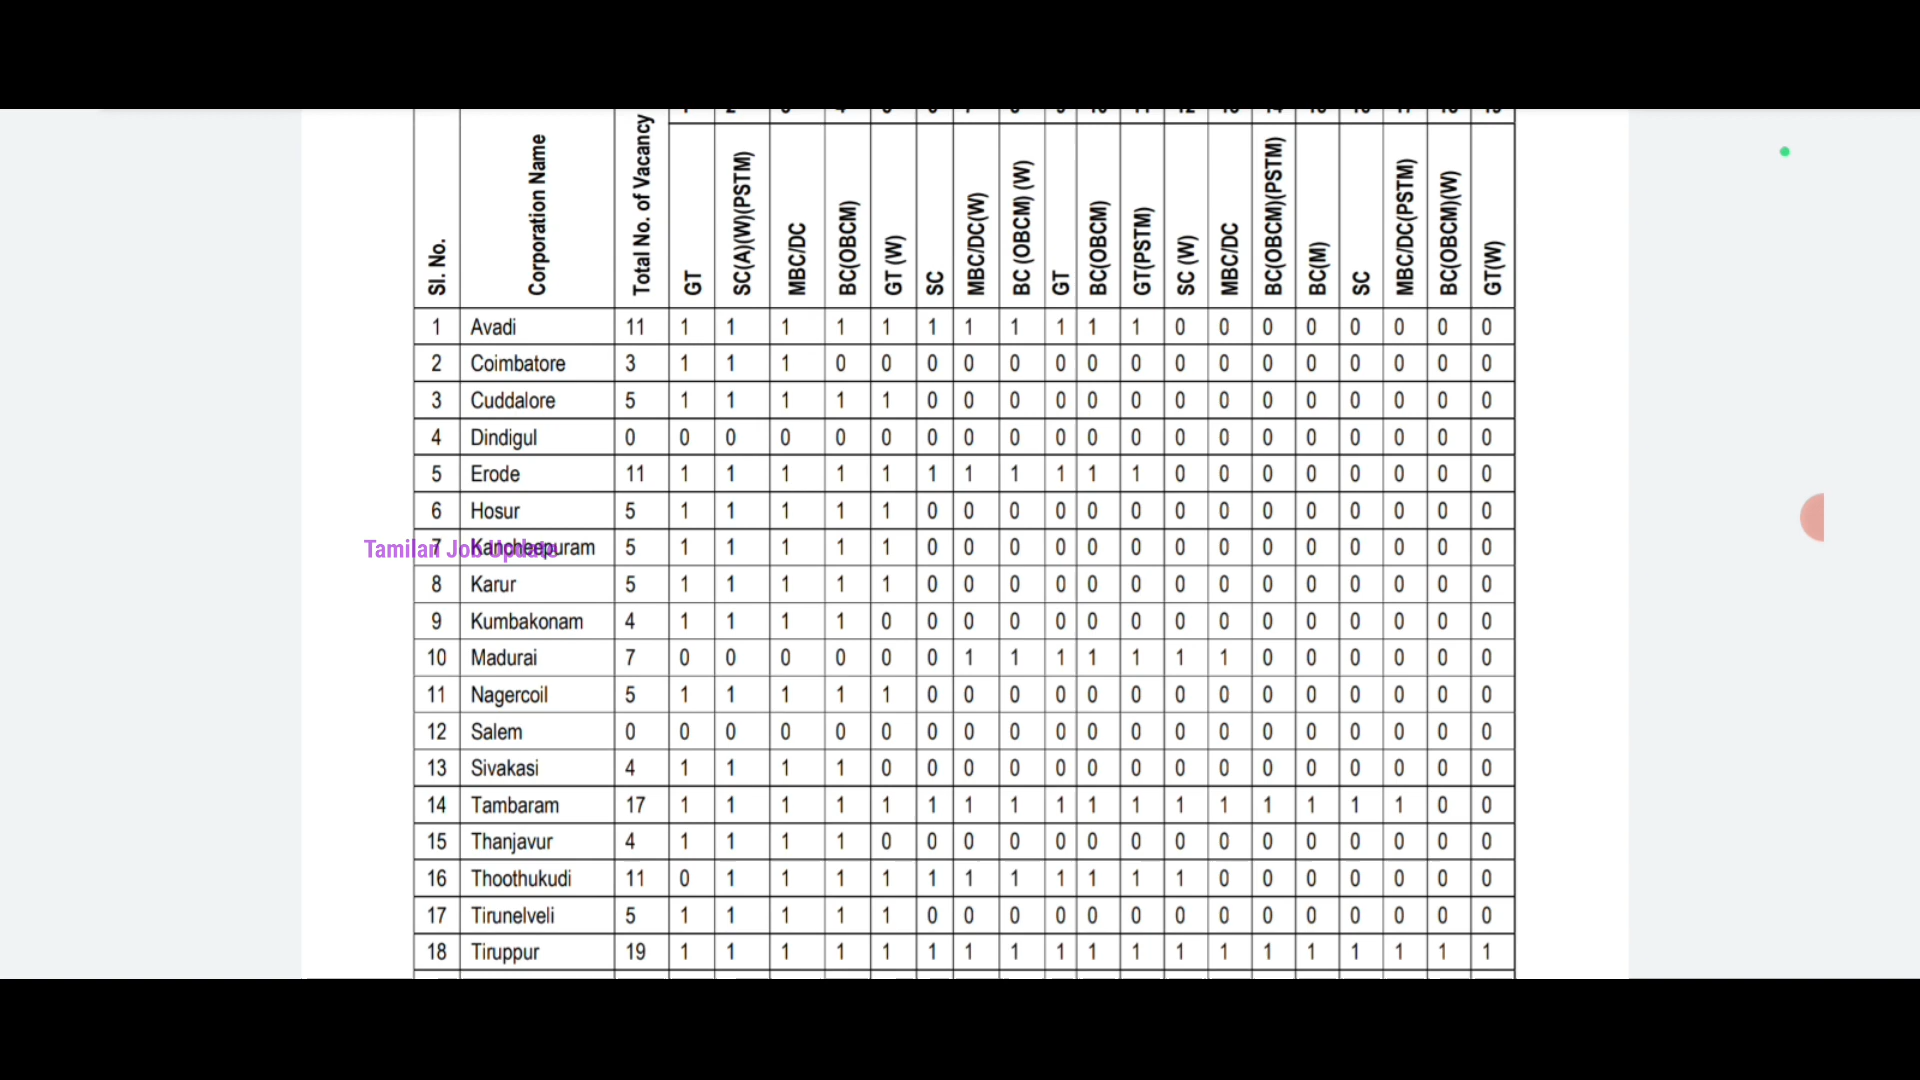 Sl. No. Corporation Name Total No. of Vacancy GT SC(A)(W)(PSTM) MBC/DC BC(OBCM) GT (W) SC MBC/DC(W) BC (OBCM) (W) GT BC(OBCM) GT(PSTM) SC (W) MBC/DC BC(OBCM)(PSTM) BC(M) SC MBC/DC(PSTM) BC(OBCM)(W) GT(W)
1 Avadi 11 1 1 1 1 1 1 1 1 1 1 1 0 0 0 0 0 0 0 0
2 Coimbatore 3 1 1 1 0 0 0 0 0 0 0 0 0 0 0 0 0 0 0 0
3 Cuddalore 5 1 1 1 1 1 0 0 0 0 0 0 0 0 0 0 0 0 0 0
4 Dindigul 0 0 0 0 0 0 0 0 0 0 0 0 0 0 0 0 0 0 0 0
5 Erode 11 1 1 1 1 1 1 1 1 1 1 1 0 0 0 0 0 0 0 0
6 Hosur 5 1 1 1 1 1 0 0 0 0 0 0 0 0 0 0 0 0 0 0
7 Kancheepuram 5 1 1 1 1 1 0 0 0 0 0 0 0 0 0 0 0 0 0 0
Tamilan Job Update
8 Karur 5 1 1 1 1 1 0 0 0 0 0 0 0 0 0 0 0 0 0 0
9 Kumbakonam 4 1 1 1 1 0 0 0 0 0 0 0 0 0 0 0 0 0 0 0
10 Madurai 7 0 0 0 0 0 0 1 1 1 1 1 1 1 0 0 0 0 0 0
11 Nagercoil 5 1 1 1 1 1 0 0 0 0 0 0 0 0 0 0 0 0 0 0
12 Salem 0 0 0 0 0 0 0 0 0 0 0 0 0 0 0 0 0 0 0 0
13 Sivakasi 4 1 1 1 1 0 0 0 0 0 0 0 0 0 0 0 0 0 0 0
14 Tambaram 17 1 1 1 1 1 1 1 1 1 1 1 1 1 1 1 1 1 0 0
15 Thanjavur 4 1 1 1 1 0 0 0 0 0 0 0 0 0 0 0 0 0 0 0
16 Thoothukudi 11 0 1 1 1 1 1 1 1 1 1 1 1 0 0 0 0 0 0 0
17 Tirunelveli 5 1 1 1 1 1 0 0 0 0 0 0 0 0 0 0 0 0 0 0
18 Tiruppur 19 1 1 1 1 1 1 1 1 1 1 1 1 1 1 1 1 1 1 1